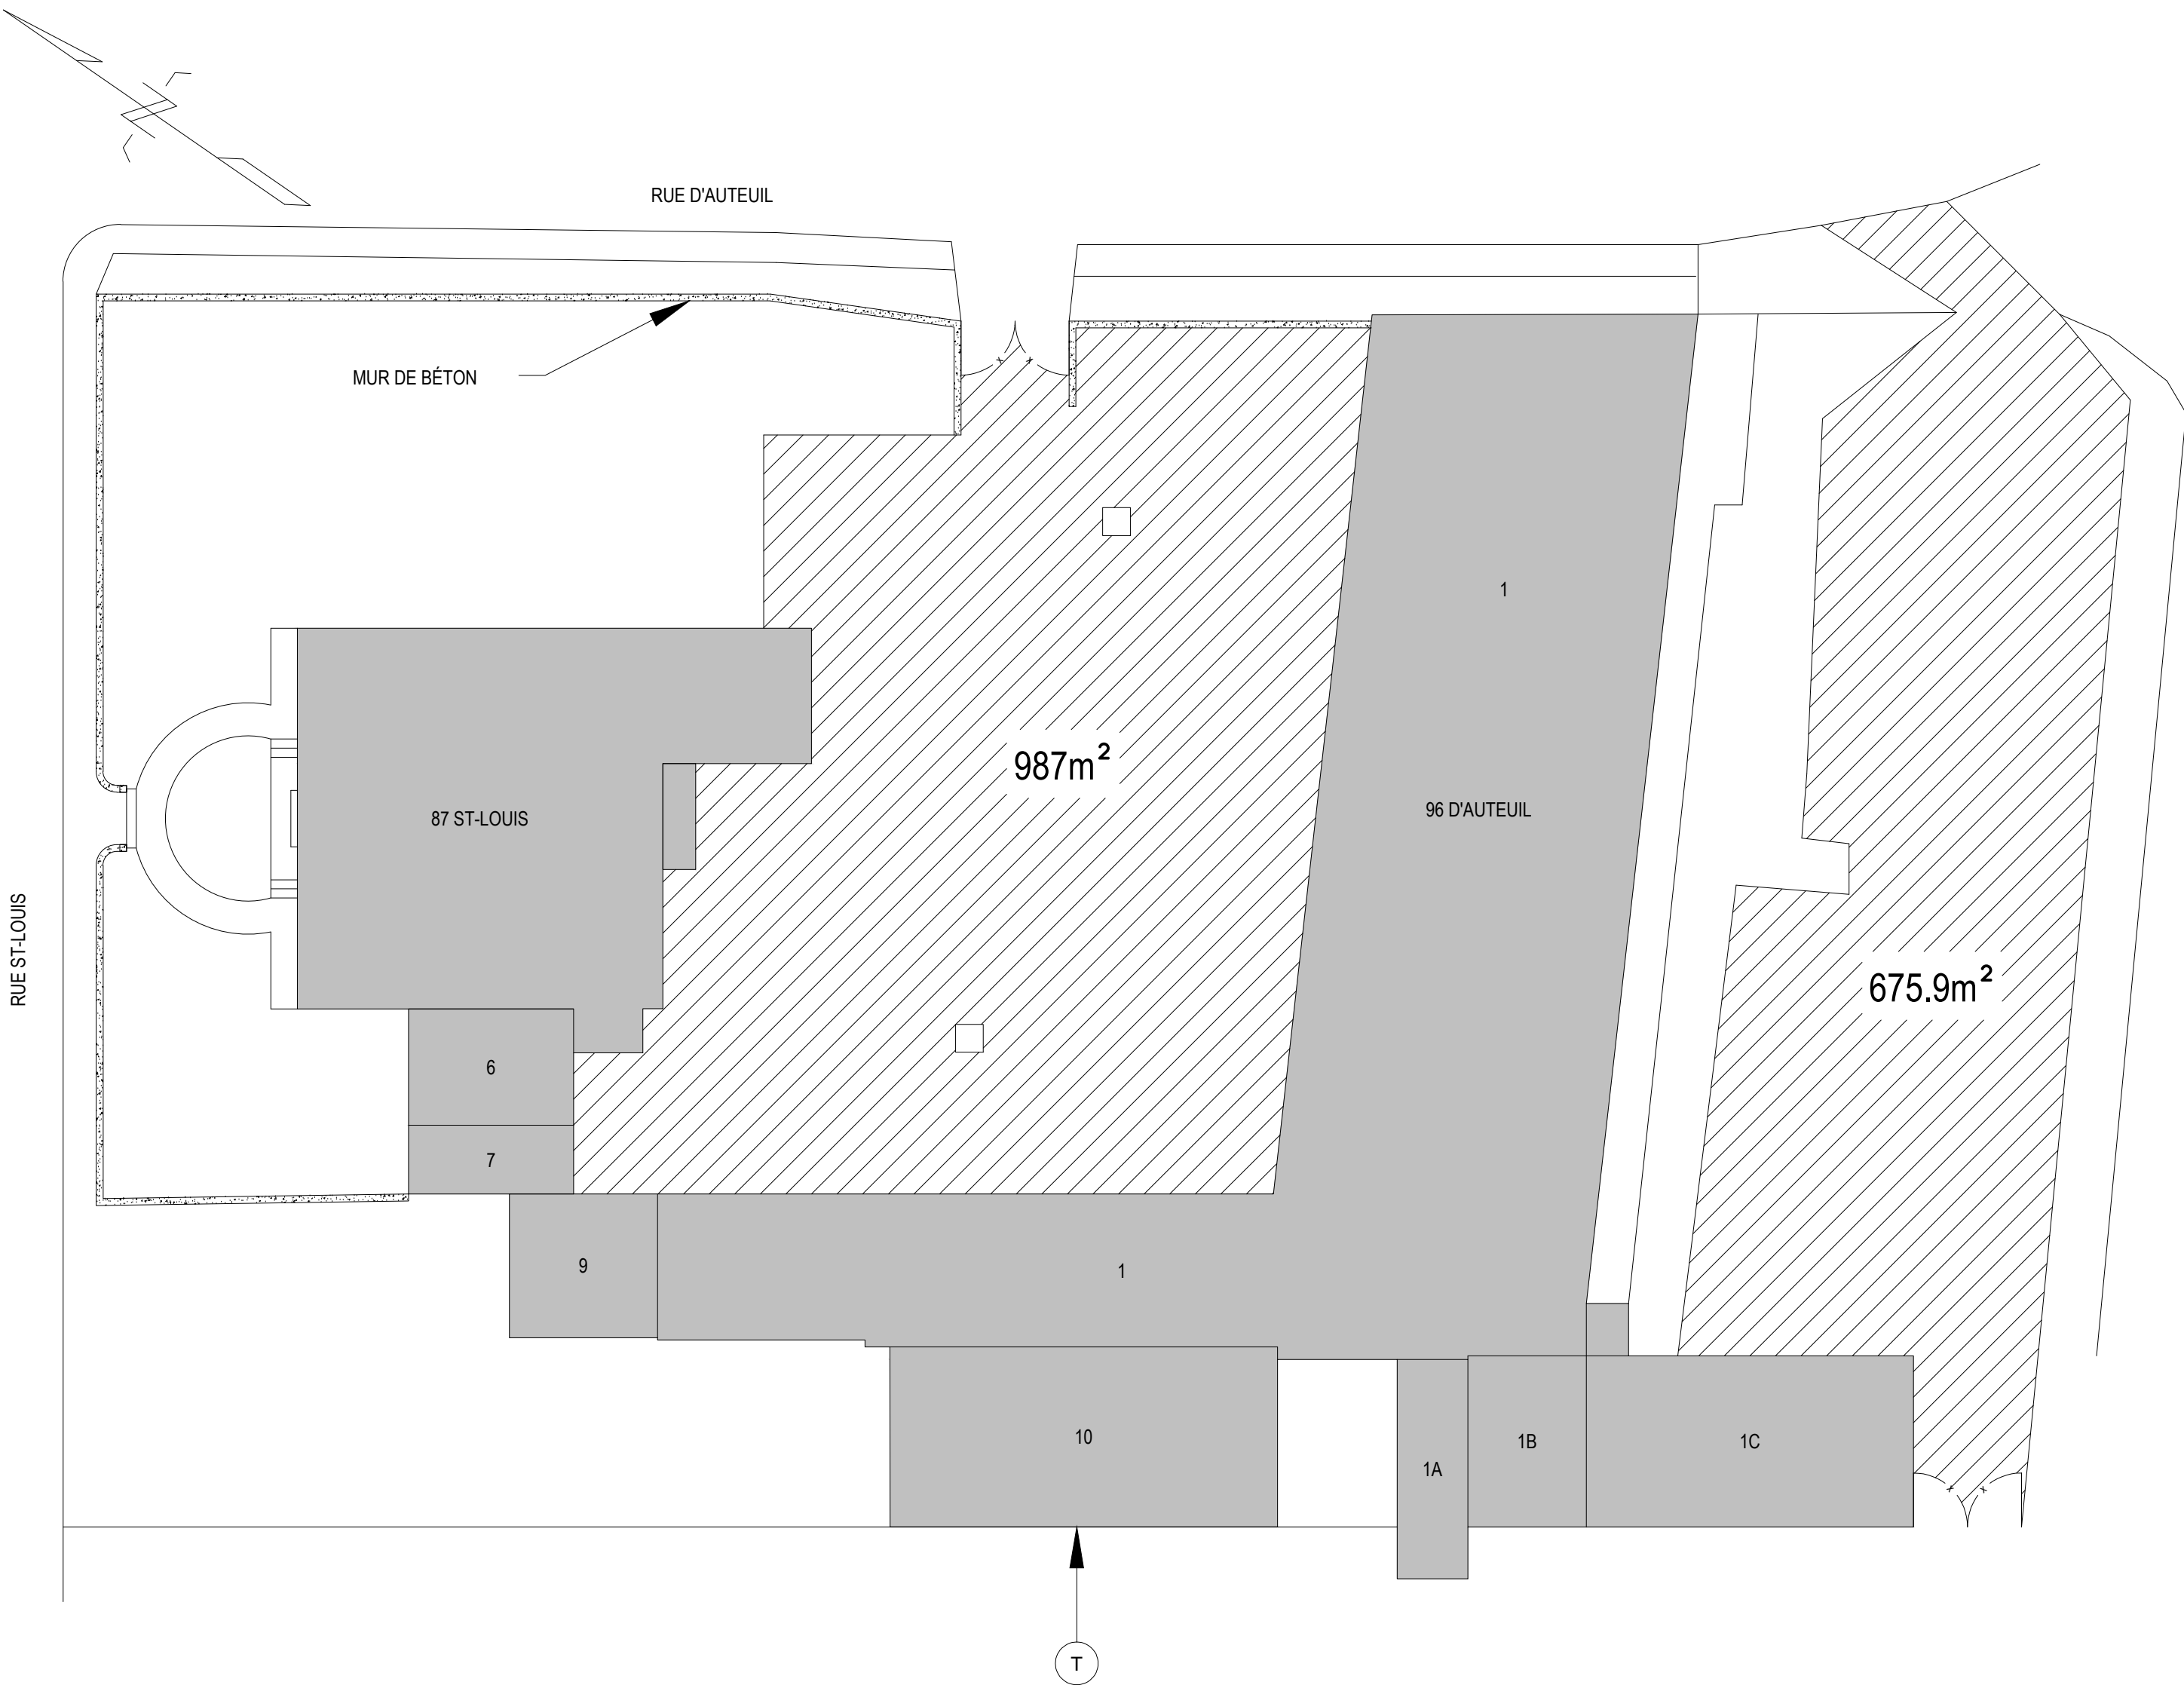 RUE D'AUTEUIL
MUR DE BÉTON
1
987m²
96 D'AUTEUIL
87 ST-LOUIS
RUE ST-LOUIS
675.9m²
6
7
9
1
10
1A
1B
1C
T